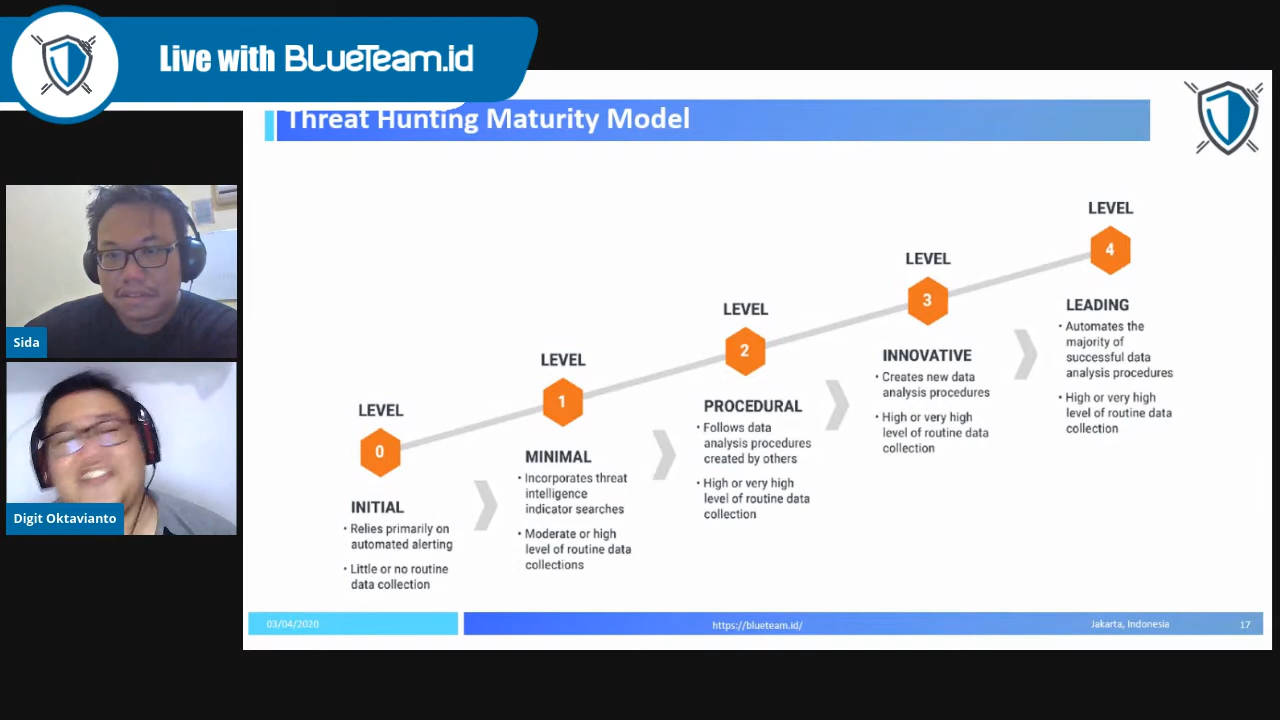 Live with BLueTeam.id
Threat Hunting Maturity Model
Sida
Digit Oktavianto
LEVEL
0
INITIAL
• Relies primarily on
automated alerting
• Little or no routine
data collection
LEVEL
1
MINIMAL
• Incorporates threat
intelligence
indicator searches
• Moderate or high
level of routine data
collections
LEVEL
2
PROCEDURAL
• Follows data
analysis procedures
created by others
• High or very high
level of routine data
collection
LEVEL
3
INNOVATIVE
• Creates new data
analysis procedures
• High or very high
level of routine data
collection
LEVEL
4
LEADING
• Automates the
majority of
successful data
analysis procedures
• High or very high
level of routine data
collection
03/04/2020
https://blueteam.id/
Jakarta, Indonesia
17